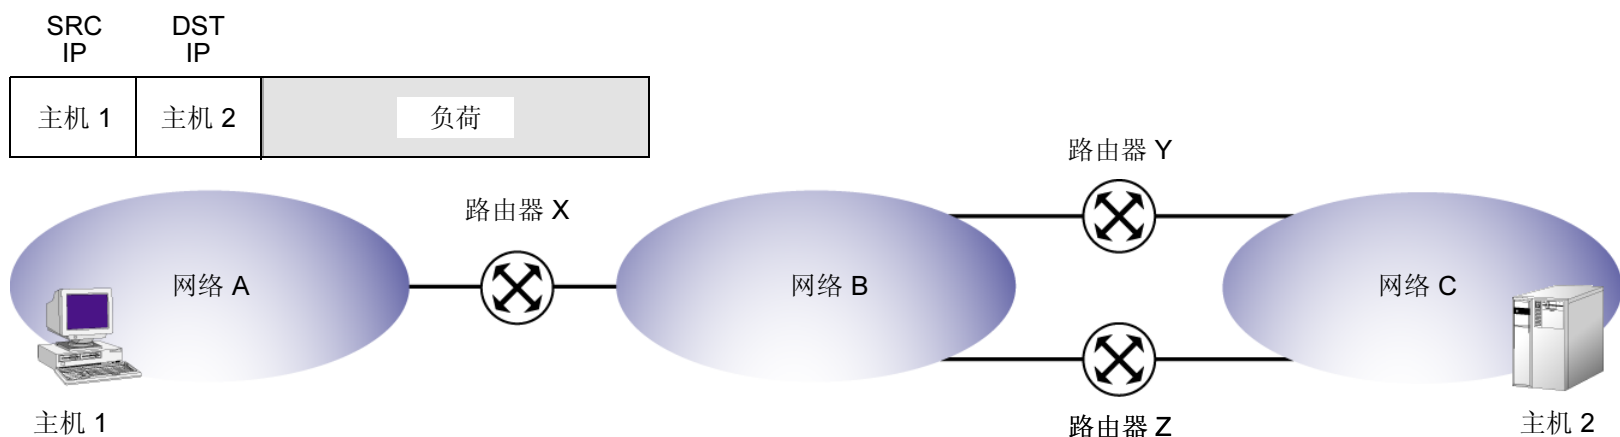 SRC
IP
DST
IP
主机 1
主机 2
负荷
路由器 Y
路由器 X
网络 A
网络 B
网络 C
主机 1
路由器 Z
主机 2